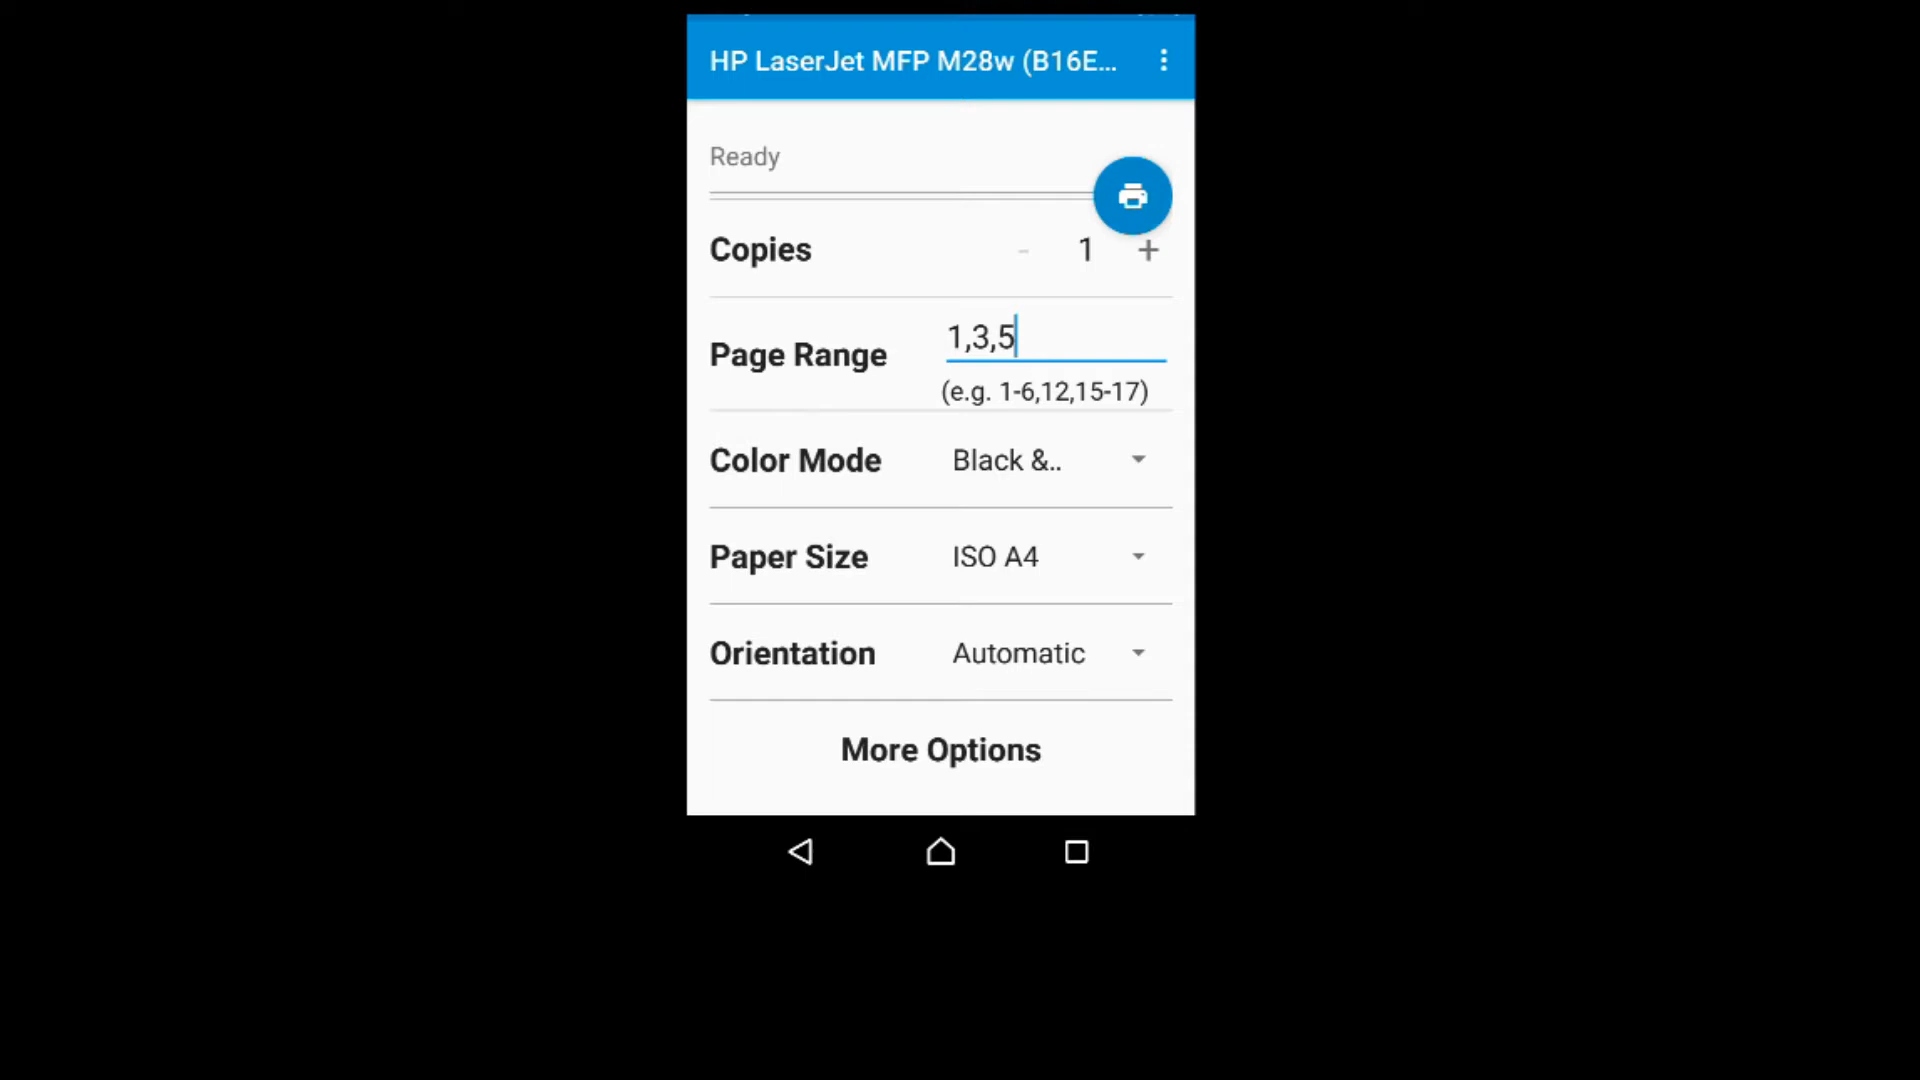 HP LaserJet MFP M28w (B16E...
Ready
Copies - 1 +
Page Range 1,3,5
(e.g. 1-6,12,15-17)
Color Mode Black &..
Paper Size ISO A4
Orientation Automatic
More Options